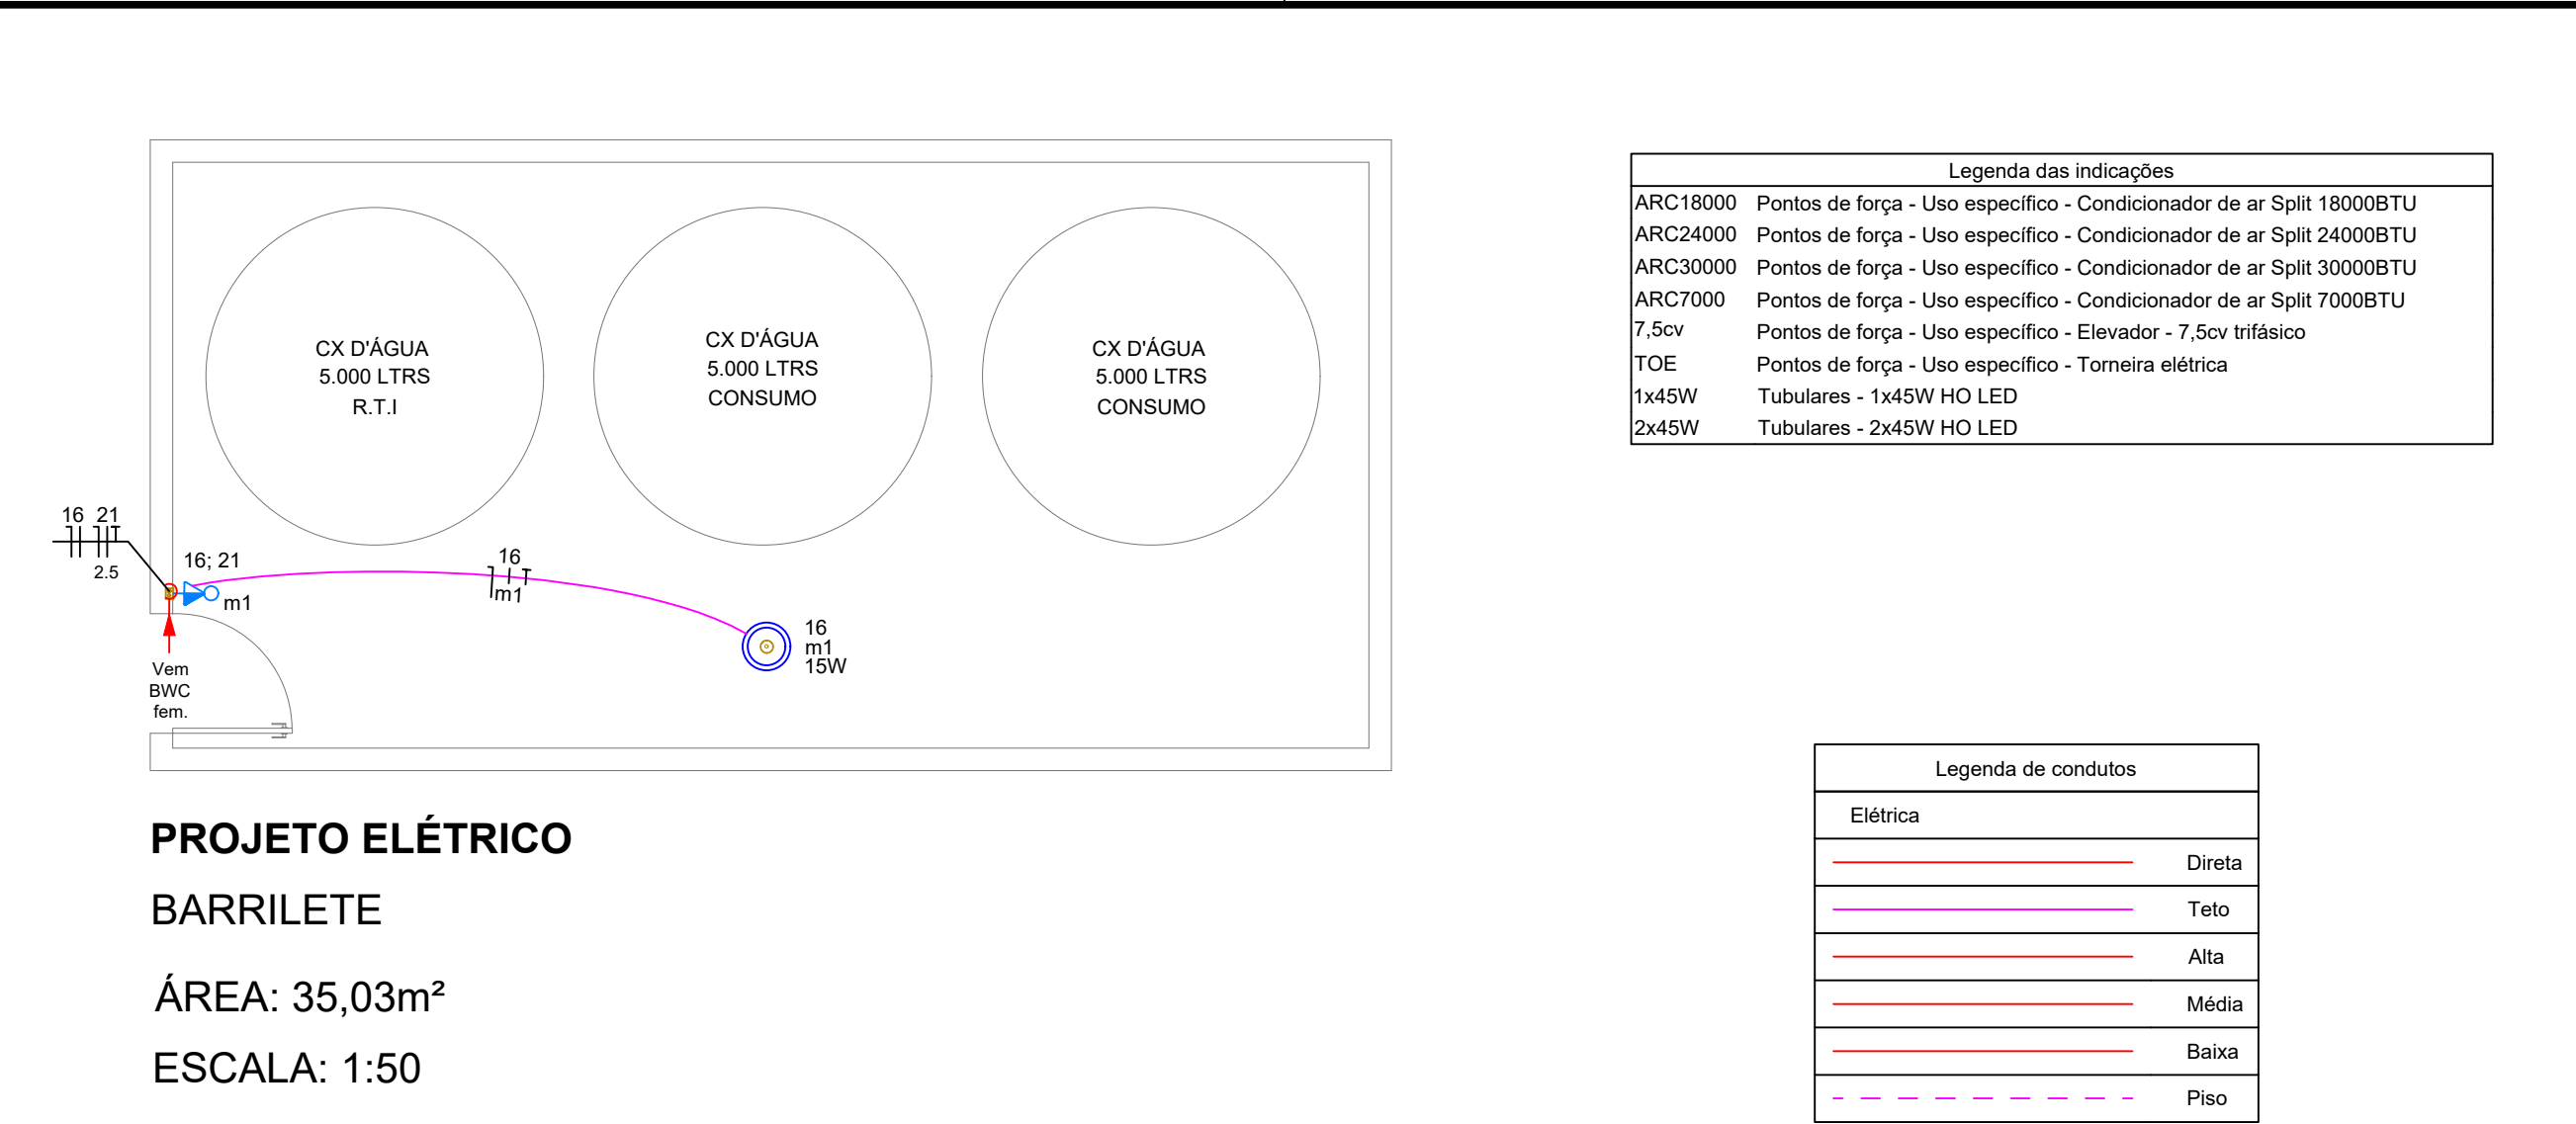 CX D'ÁGUA
5.000 LTRS
R.T.I
CX D'ÁGUA
5.000 LTRS
CONSUMO
CX D'ÁGUA
5.000 LTRS
CONSUMO
16 21
2.5
16; 21
m1
16
m1
16
m1
15W
Vem
BWC
fem.
PROJETO ELÉTRICO
BARRILETE
ÁREA: 35,03m²
ESCALA: 1:50
Legenda das indicações
ARC18000 Pontos de força - Uso específico - Condicionador de ar Split 18000BTU
ARC24000 Pontos de força - Uso específico - Condicionador de ar Split 24000BTU
ARC30000 Pontos de força - Uso específico - Condicionador de ar Split 30000BTU
ARC7000 Pontos de força - Uso específico - Condicionador de ar Split 7000BTU
7,5cv Pontos de força - Uso específico - Elevador - 7,5cv trifásico
TOE Pontos de força - Uso específico - Torneira elétrica
1x45W Tubulares - 1x45W HO LED
2x45W Tubulares - 2x45W HO LED
Legenda de condutos
Elétrica
Direta
Teto
Alta
Média
Baixa
Piso